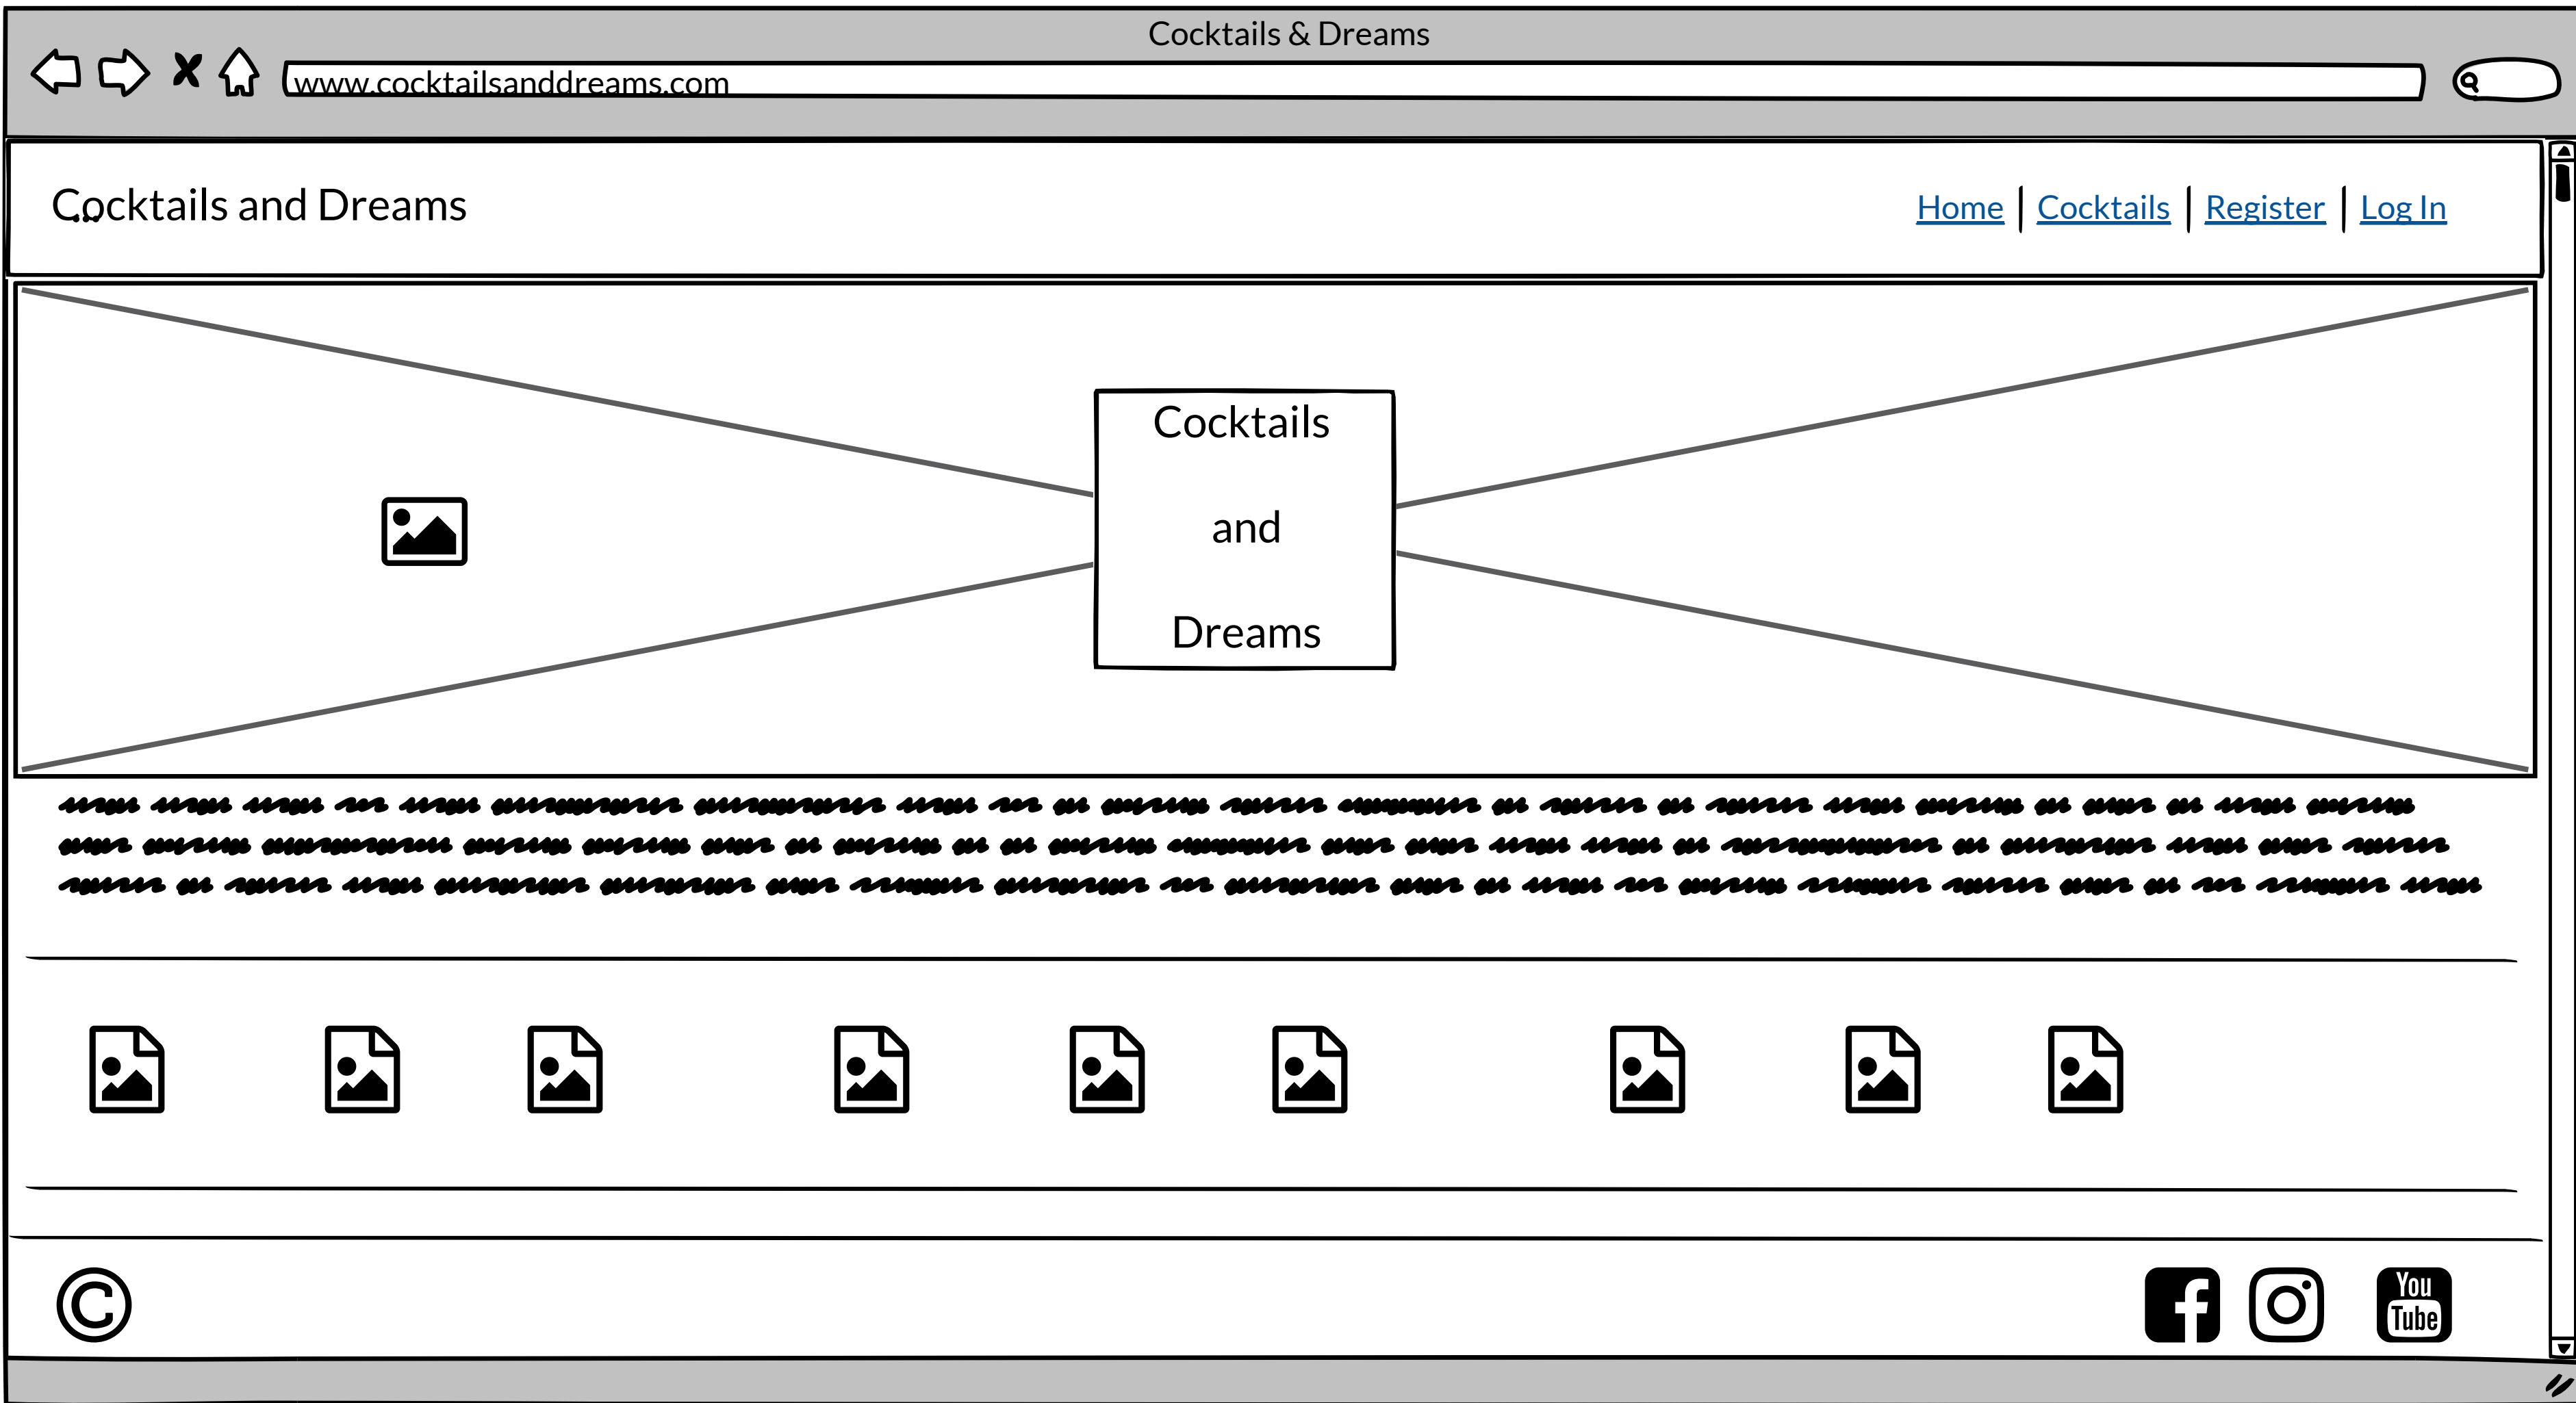 Cocktails & Dreams
www.cocktailsanddreams.com
Cocktails and Dreams
Home | Cocktails | Register | Log In
Cocktails
and
Dreams
©
You
Tube